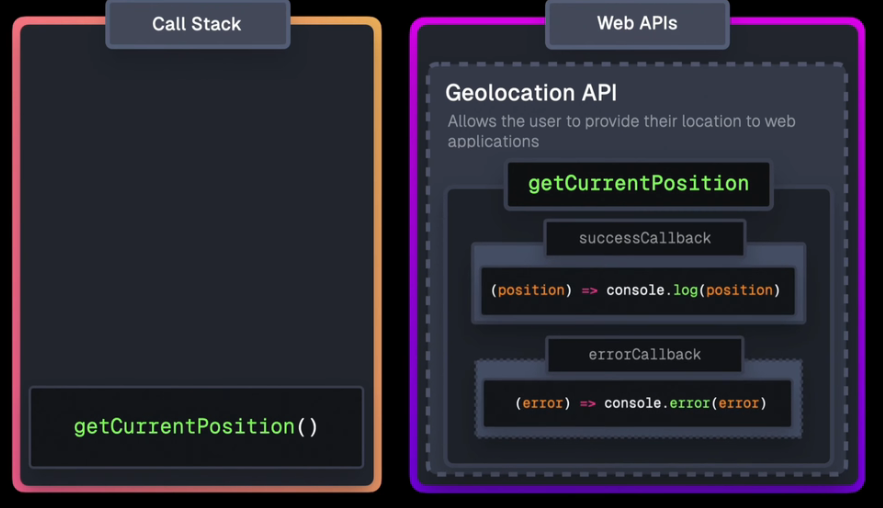 Call Stack
getCurrentPosition()
Web APIs
Geolocation API
Allows the user to provide their location to web
applications
getCurrentPosition
successCallback
(position) => console.log(position)
errorCallback
(error) => console.error(error)